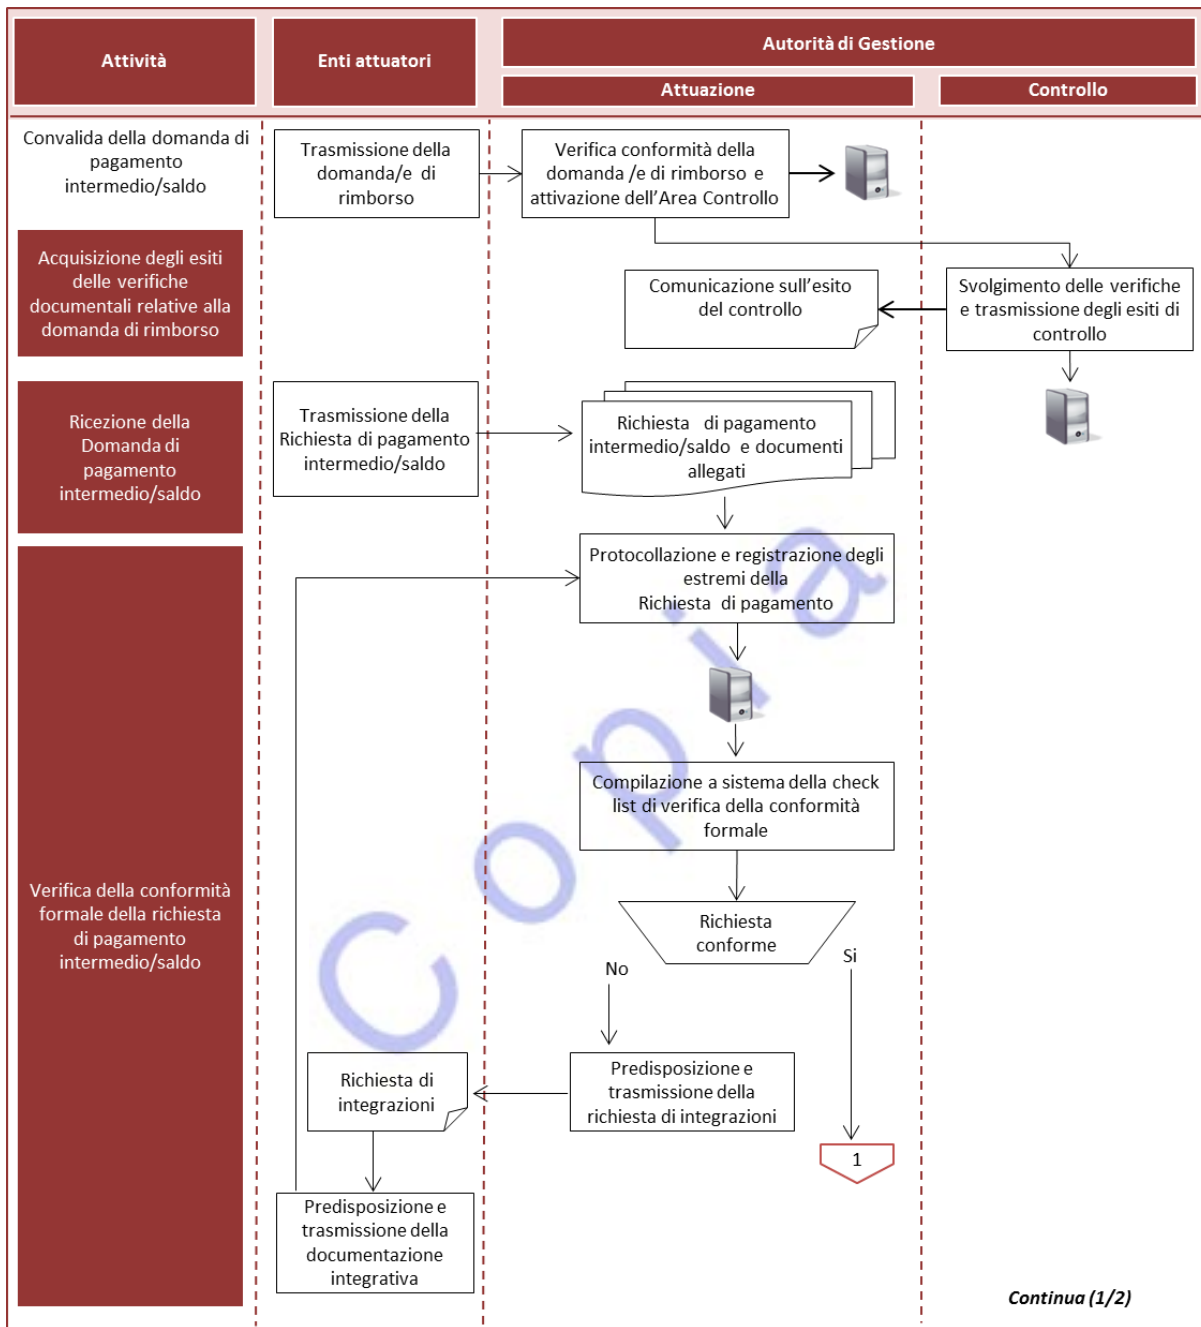 Attività
Enti attuatori
Autorità di Gestione
Attuazione
Controllo
Convalida della domanda di
pagamento
intermedio/saldo
Trasmissione della
domanda/e di
rimborso
Verifica conformità della
domanda /e di rimborso e
attivazione dell'Area Controllo
Acquisizione degli esiti
delle verifiche
documentali relative alla
domanda di rimborso
Comunicazione sull'esito
del controllo
Svolgimento delle verifiche
e trasmissione degli esiti di
controllo
Ricezione della
Domanda di
pagamento
intermedio/saldo
Trasmissione della
Richiesta di pagamento
intermedio/saldo
Richiesta di pagamento
intermedio/saldo e documenti
allegati
Protocollazione e registrazione degli
estremi della
Richiesta di pagamento
Compilazione a sistema della check
list di verifica della conformità
formale
Verifica della conformità
formale della richiesta
di pagamento
intermedio/saldo
Richiesta
conforme
No
Si
Richiesta di
integrazioni
Predisposizione e
trasmissione della
richiesta di integrazioni
1
Predisposizione e
trasmissione della
documentazione
integrativa
Continua (1/2)
Copia